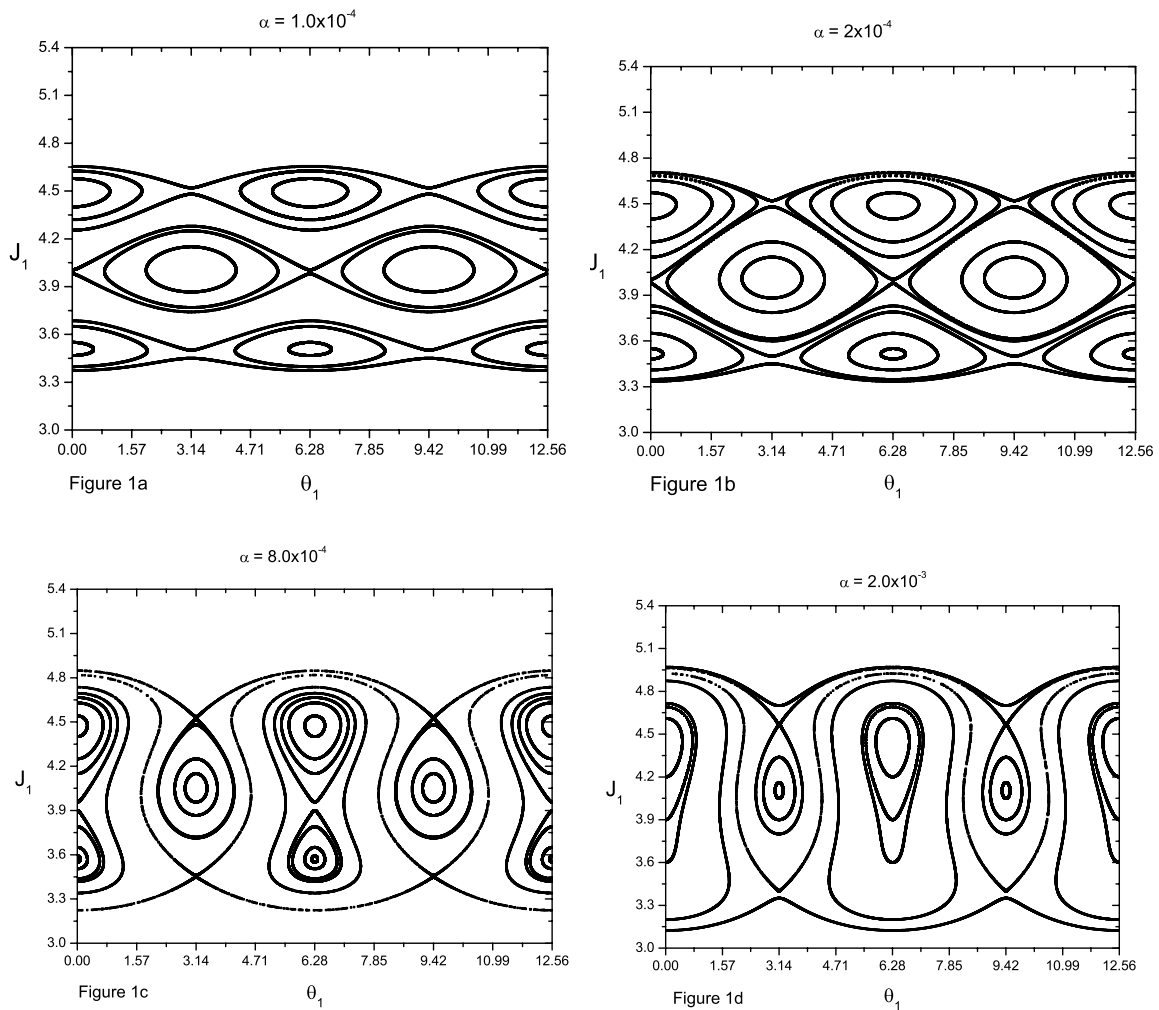 α = 1.0x10⁻⁴
5.4
5.1
4.8
4.5
4.2
3.9
3.6
3.3
3.0
J₁
0.00 1.57 3.14 4.71 6.28 7.85 9.42 10.99 12.56
Figure 1a θ₁
α = 2x10⁻⁴
5.4
5.1
4.8
4.5
4.2
3.9
3.6
3.3
3.0
J₁
0.00 1.57 3.14 4.71 6.28 7.85 9.42 10.99 12.56
Figure 1b θ₁
α = 8.0x10⁻⁴
5.4
5.1
4.8
4.5
4.2
3.9
3.6
3.3
3.0
J₁
0.00 1.57 3.14 4.71 6.28 7.85 9.42 10.99 12.56
Figure 1c θ₁
α = 2.0x10⁻³
5.4
5.1
4.8
4.5
4.2
3.9
3.6
3.3
3.0
J₁
0.00 1.57 3.14 4.71 6.28 7.85 9.42 10.99 12.56
Figure 1d θ₁